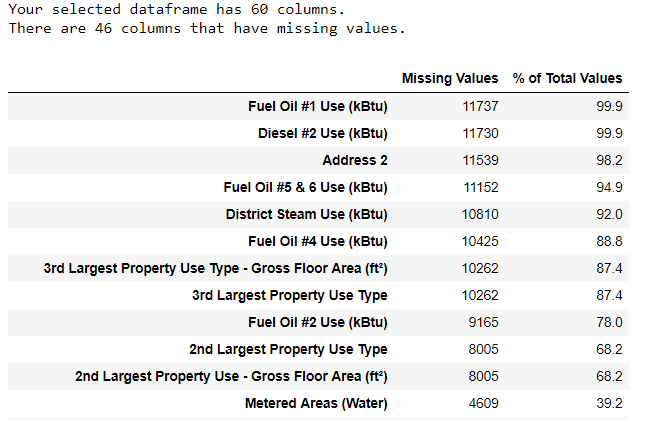 Your selected dataframe has 60 columns.
There are 46 columns that have missing values.
Missing Values % of Total Values
Fuel Oil #1 Use (kBtu) 11737 99.9
Diesel #2 Use (kBtu) 11730 99.9
Address 2 11539 98.2
Fuel Oil #5 & 6 Use (kBtu) 11152 94.9
District Steam Use (kBtu) 10810 92.0
Fuel Oil #4 Use (kBtu) 10425 88.8
3rd Largest Property Use Type - Gross Floor Area (ft²) 10262 87.4
3rd Largest Property Use Type 10262 87.4
Fuel Oil #2 Use (kBtu) 9165 78.0
2nd Largest Property Use Type 8005 68.2
2nd Largest Property Use - Gross Floor Area (ft²) 8005 68.2
Metered Areas (Water) 4609 39.2